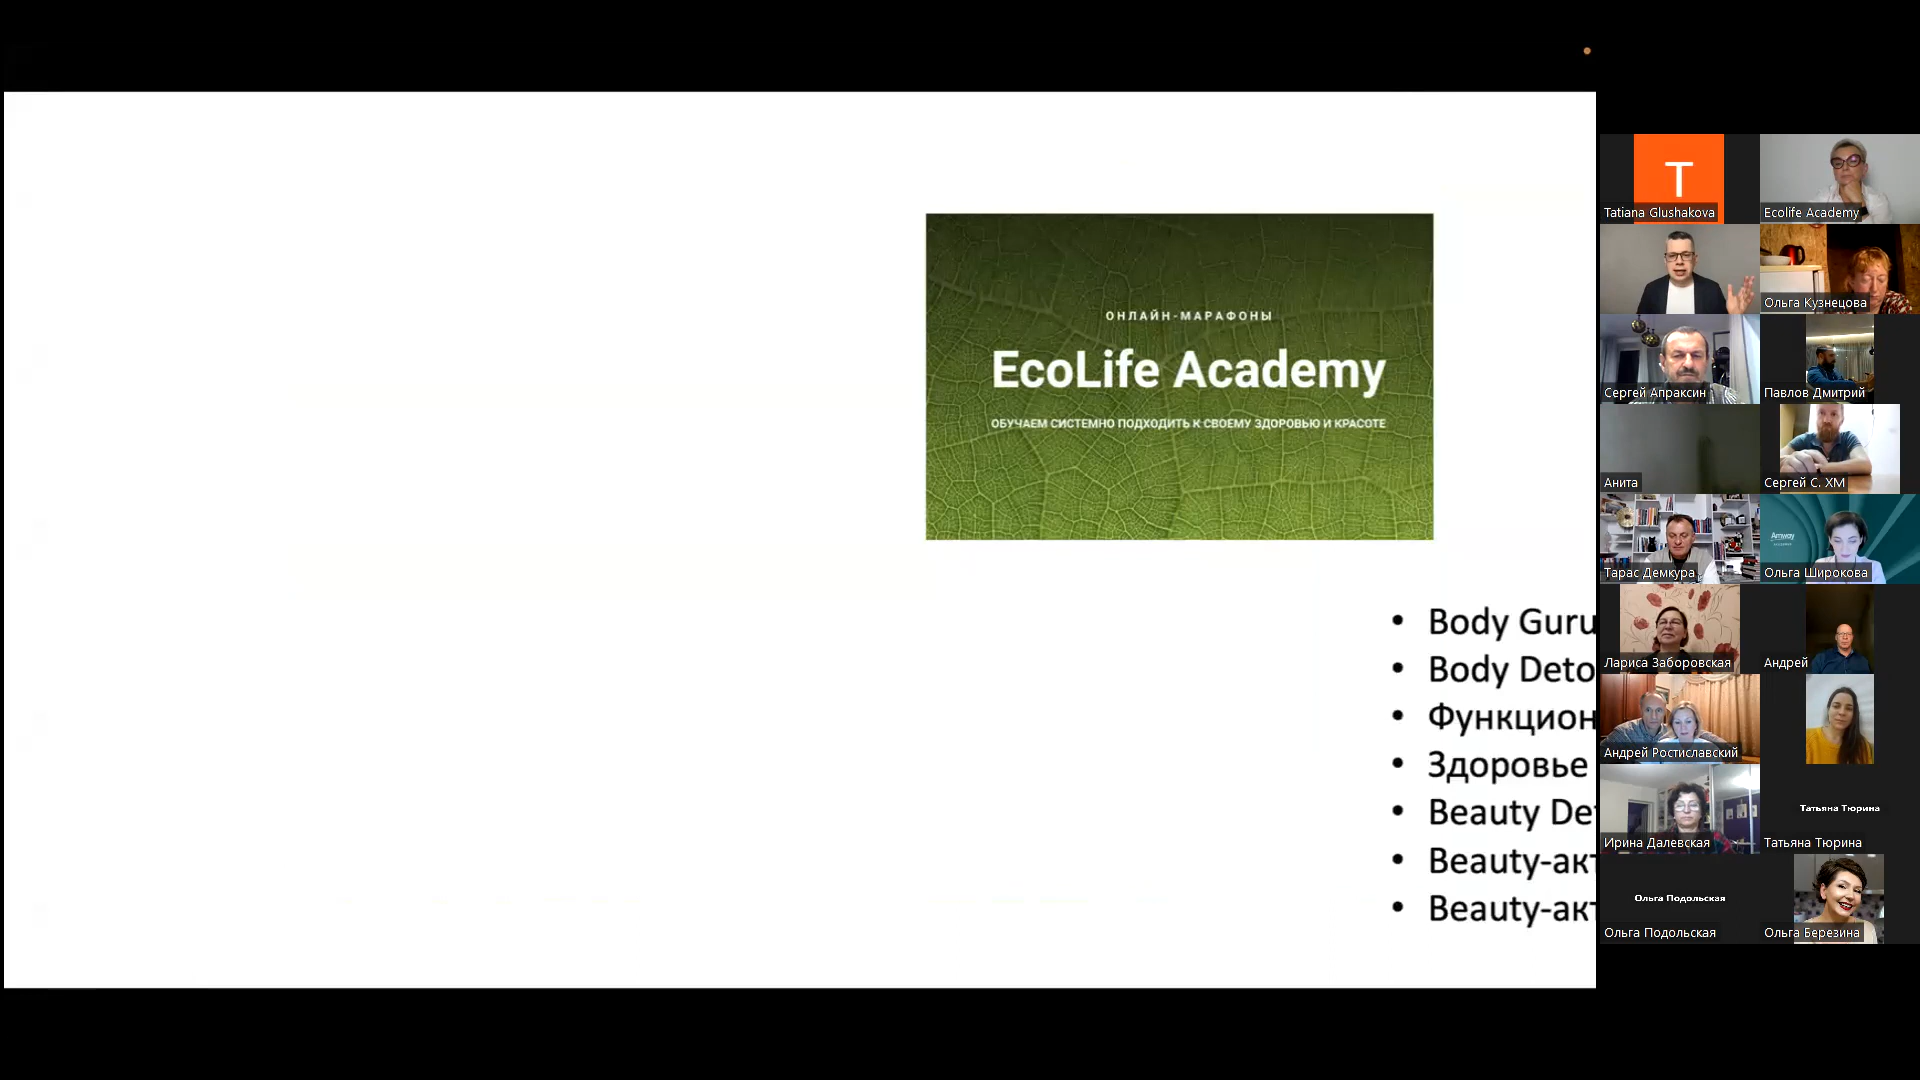 ОНЛАЙН-МАРАФОНЫ
EcoLife Academy
ОБУЧАЕМ СИСТЕМНО ПОДХОДИТЬ К СВОЕМУ ЗДОРОВЬЮ И КРАСОТЕ
• Body Guru
• Body Deto
• Функцион
• Здоровье
• Beauty De
• Beauty-ак
• Beauty-ак
T
Tatiana Glushakova
Ecolife Academy
Ольга Кузнецова
Сергей Апраксин
Павлов Дмитрий
Анита
Сергей С. ХМ
Тарас Демкура
Amway
Ольга Широкова
Лариса Заборовская
Андрей
Андрей Ростиславский
Ирина Далевская
Татьяна Тюрина
Татьяна Тюрина
Ольга Подольская
Ольга Подольская
Ольга Березина